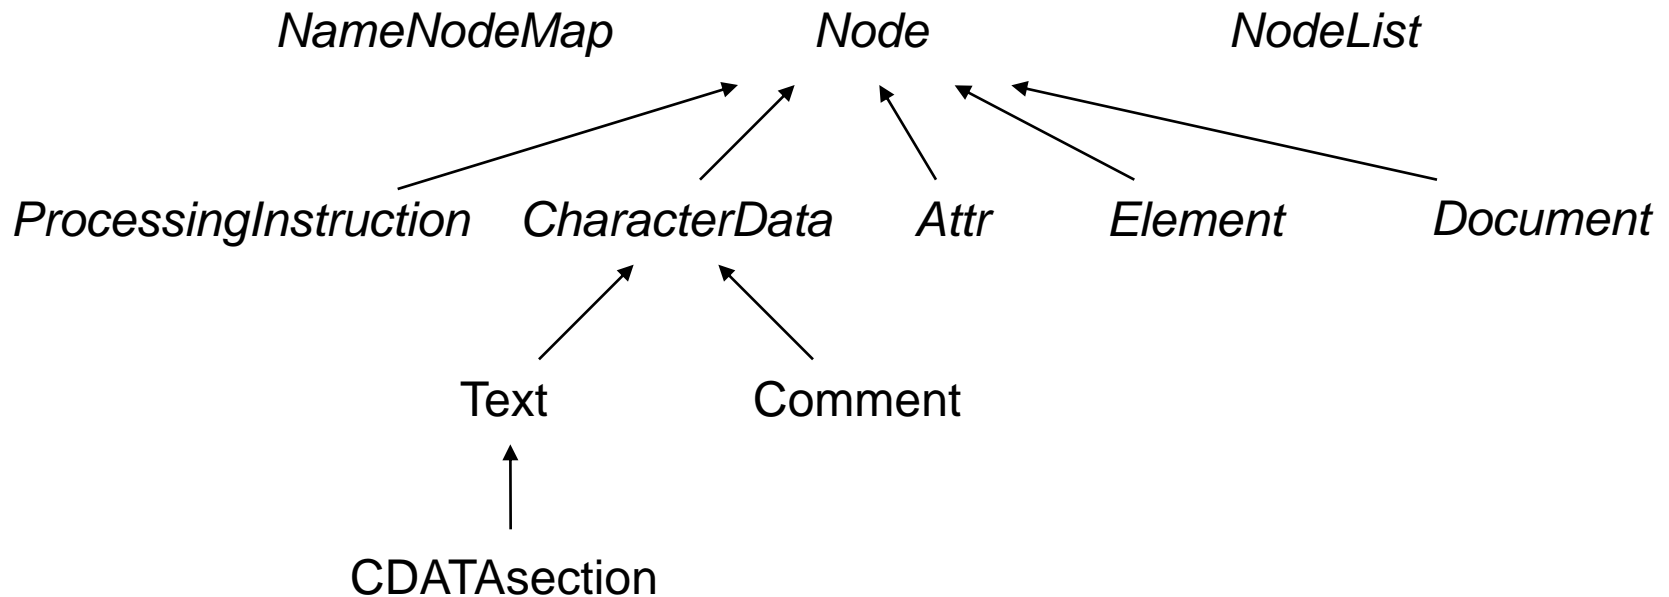 NameNodeMap Node NodeList
ProcessingInstruction CharacterData Attr Element Document
Text Comment
CDATAsection